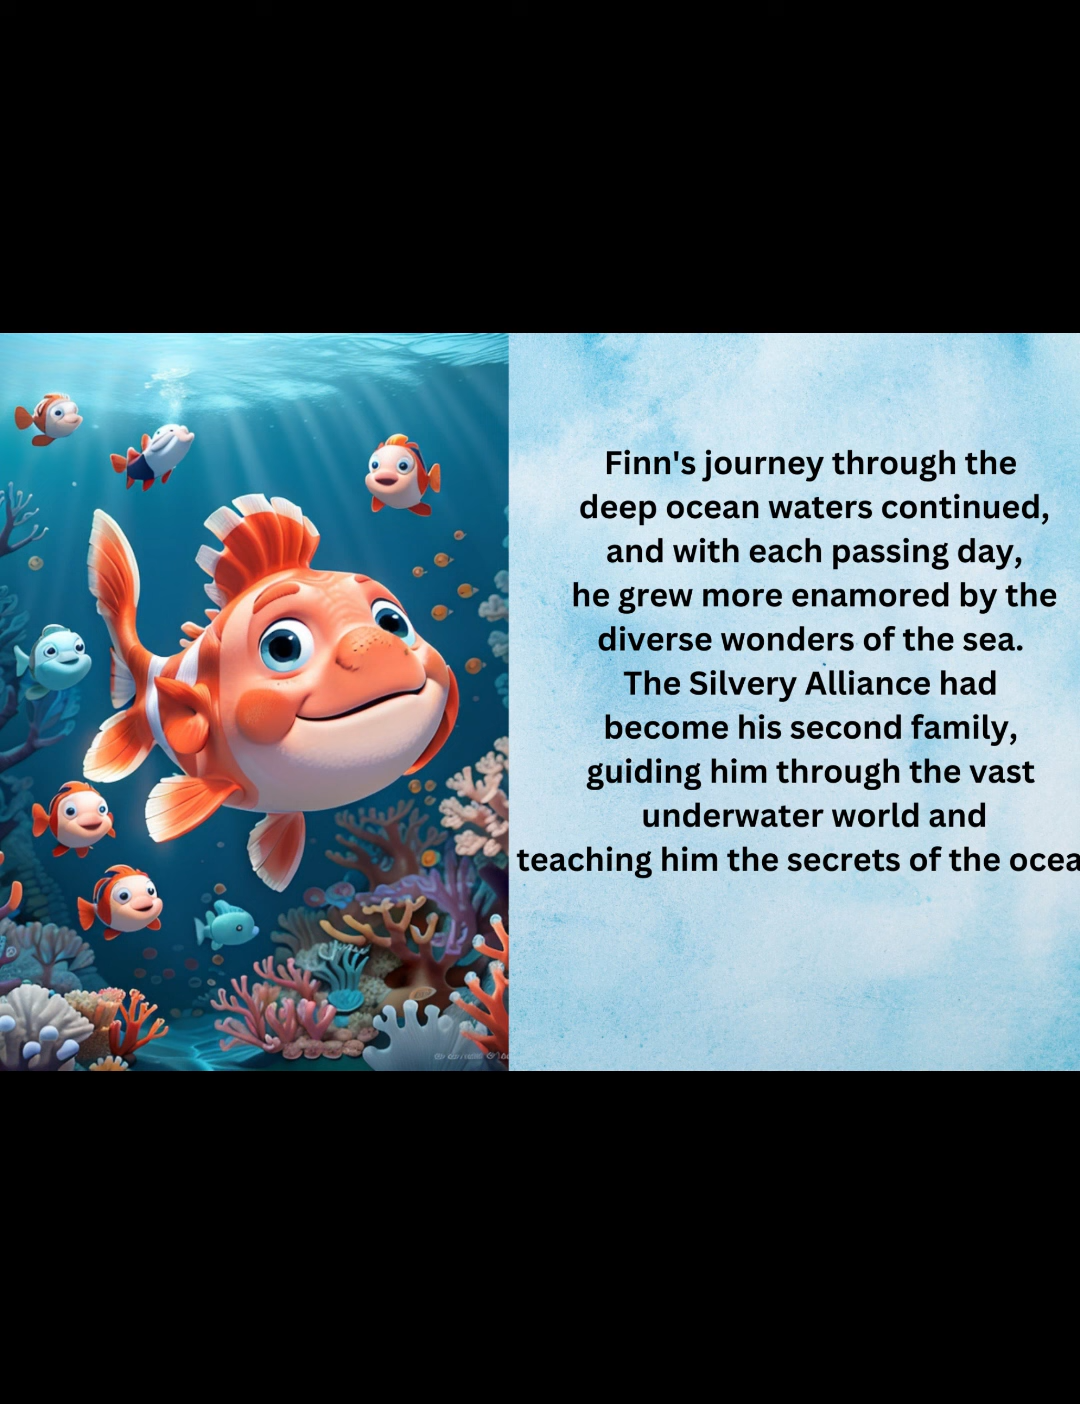 Finn's journey through the
deep ocean waters continued,
and with each passing day,
he grew more enamored by the
diverse wonders of the sea.
The Silvery Alliance had
become his second family,
guiding him through the vast
underwater world and
teaching him the secrets of the ocea